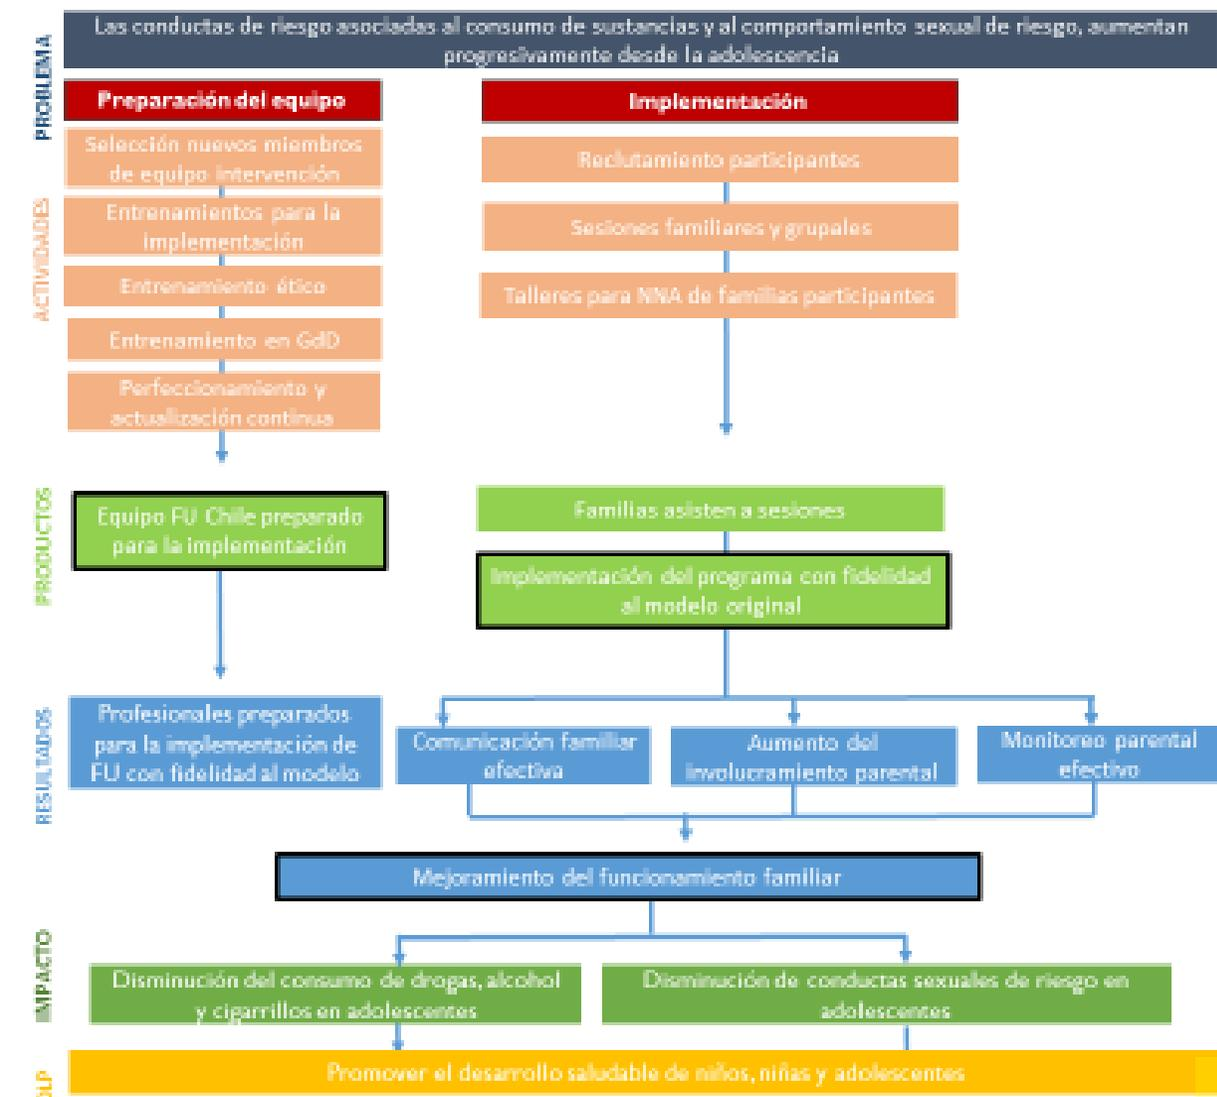 PROBLEMA
Las conductas de riesgo asociadas al consumo de sustancias y al comportamiento sexual de riesgo, aumentan
progresivamente desde la adolescencia
Preparación del equipo
Implementación
ACTIVIDADES
Selección nuevos miembros
de equipo intervención
Entrenamientos para la
implementación
Entrenamiento ético
Entrenamiento en GdD
Perfeccionamiento y
actualización continua
Reclutamiento participantes
Sesiones familiares y grupales
Talleres para NNA de familias participantes
PRODUCTOS
Equipo FU Chile preparado
para la implementación
Familias asisten a sesiones
Implementación del programa con fidelidad
al modelo original
RESULTADOS
Profesionales preparados
para la implementación de
FU con fidelidad al modelo
Comunicación familiar
efectiva
Aumento del
involucramiento parental
Monitoreo parental
efectivo
Mejoramiento del funcionamiento familiar
IMPACTO
Disminución del consumo de drogas, alcohol
y cigarrillos en adolescentes
Disminución de conductas sexuales de riesgo en
adolescentes
OLP
Promover el desarrollo saludable de niños, niñas y adolescentes